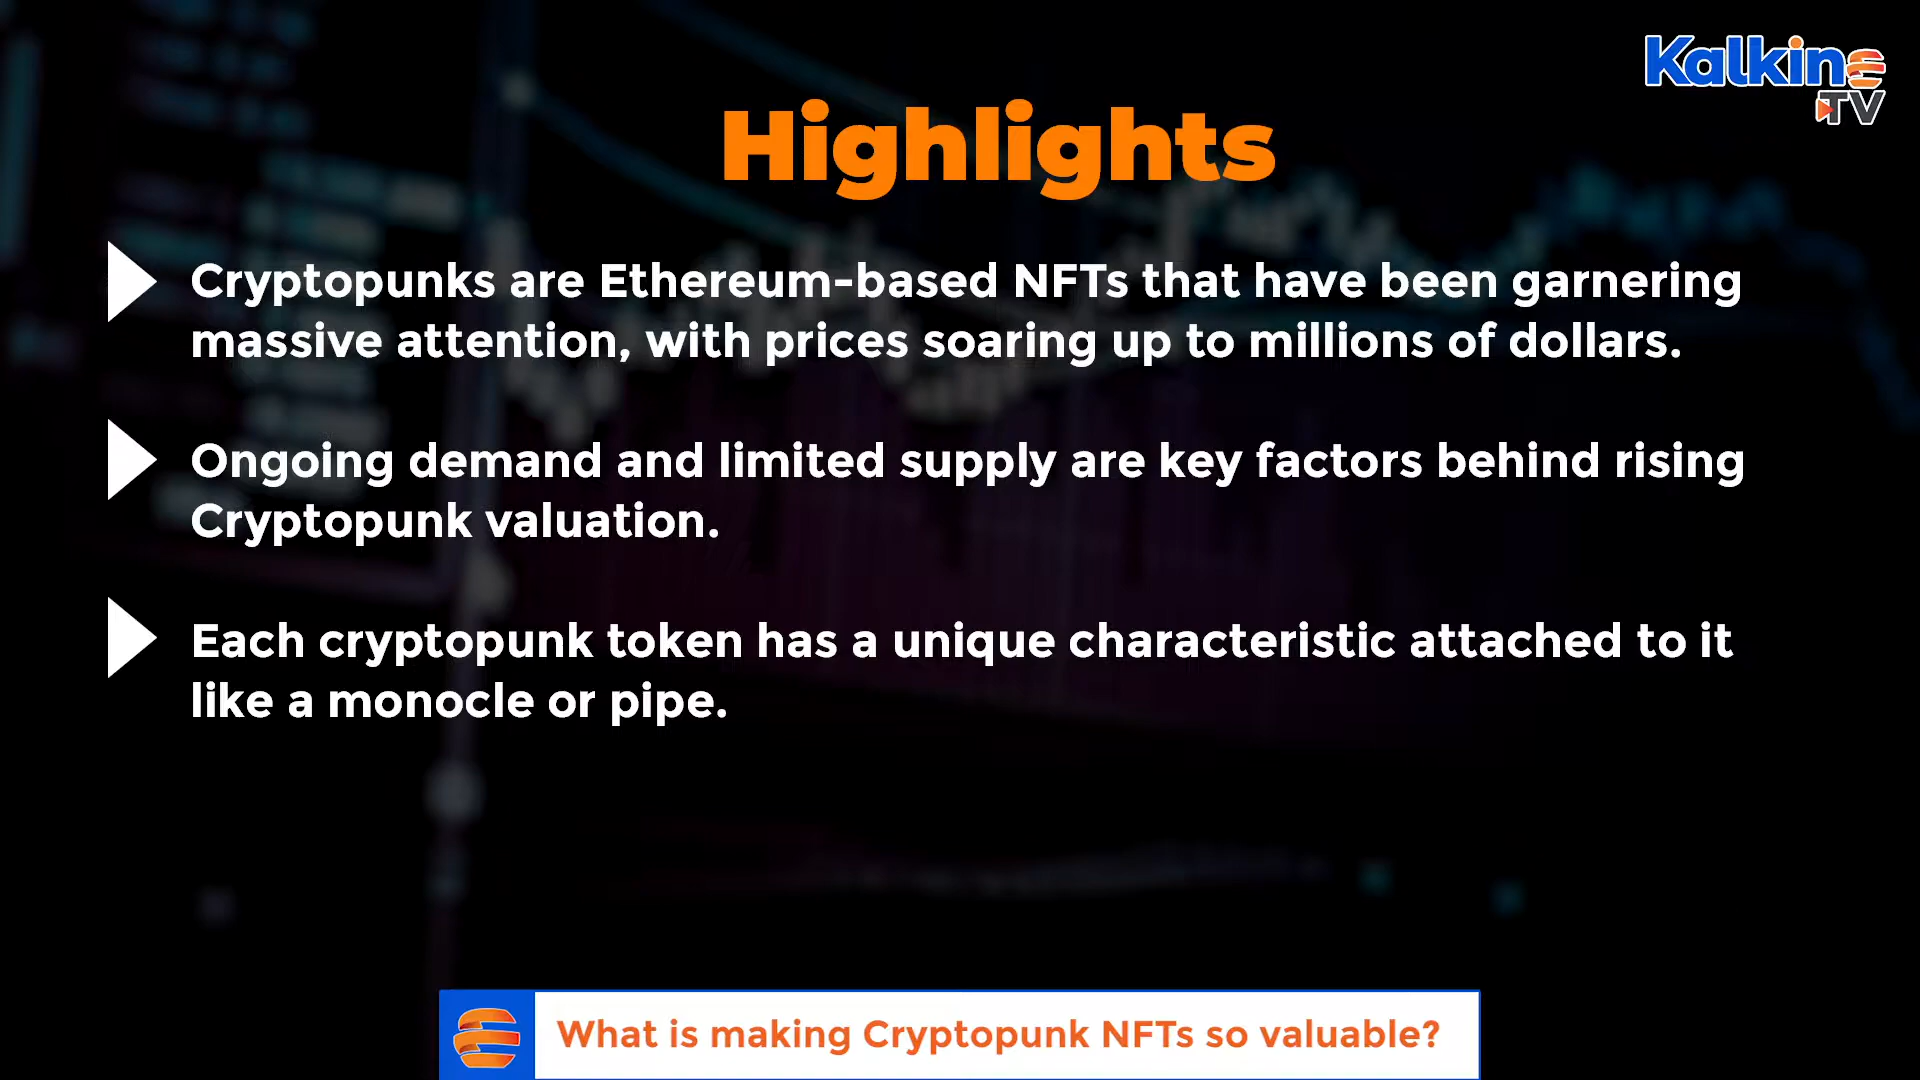 Kalkine
TV
Highlights
Cryptopunks are Ethereum-based NFTs that have been garnering
massive attention, with prices soaring up to millions of dollars.
Ongoing demand and limited supply are key factors behind rising
Cryptopunk valuation.
Each cryptopunk token has a unique characteristic attached to it
like a monocle or pipe.
What is making Cryptopunk NFTs so valuable?